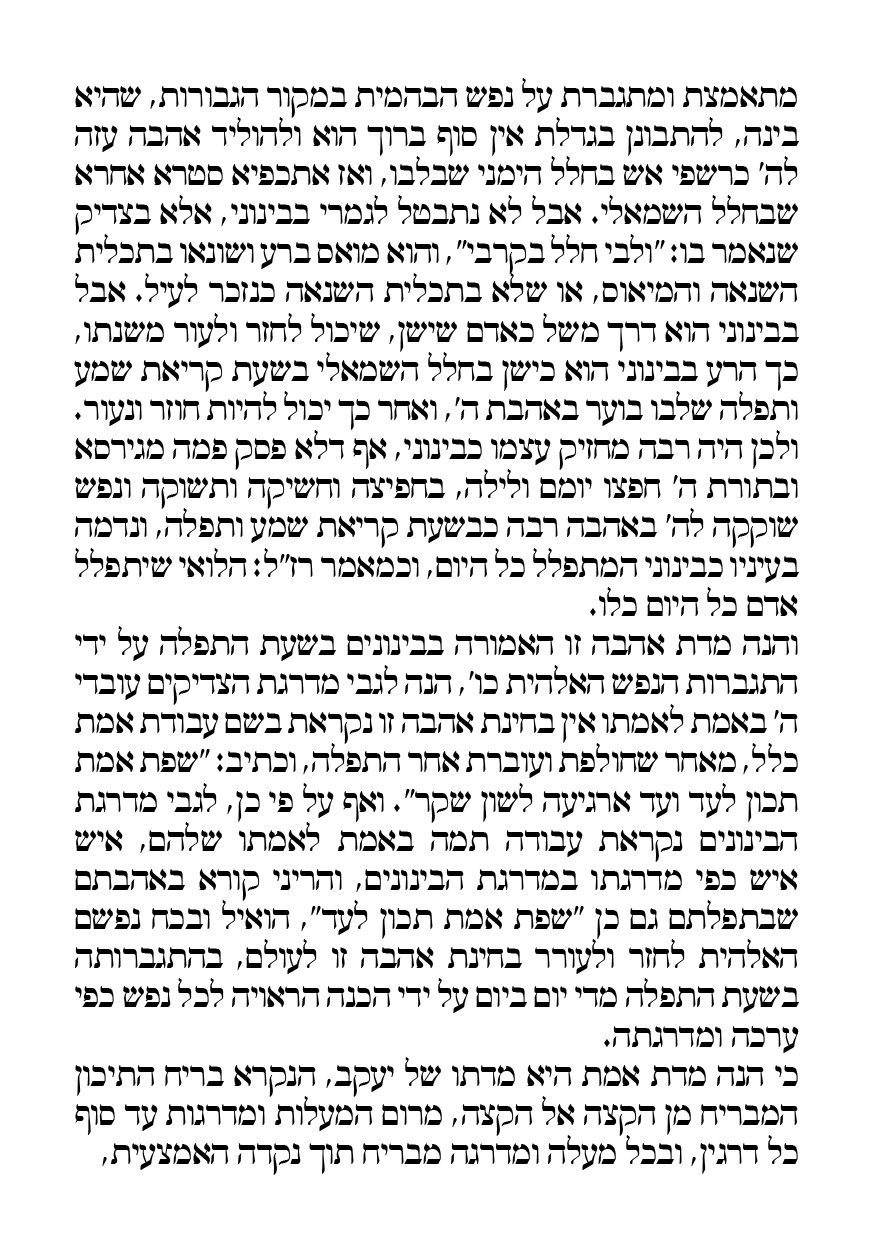 מתאמצת ומתגברת על נפש הבהמית במקור הגבורות, שהיא
בינה, להתבונן בגדלת אין סוף ברוך הוא ולהוליד אהבה עזה
לה' כרשפי אש בחלל הימני שבלבו, ואז אתכפיא סטרא אחרא
שבחלל השמאלי. אבל לא נתבטל לגמרי בבינוני, אלא בצדיק
שנאמר בו: "ולבי חלל בקרבי", והוא מואס ברע ושונאו בתכלית
השנאה והמיאוס, או שלא בתכלית השנאה כנזכר לעיל. אבל
בבינוני הוא דרך משל כאדם שישן, שיכול לחזר ולעור משנתו,
כך הרע בבינוני הוא כישן בחלל השמאלי בשעת קריאת שמע
ותפלה שלבו בוער באהבת ה', ואחר כך יכול להיות חוזר ונעור.
ולכן היה רבה מחזיק עצמו כבינוני, אף דלא פסק פמה מגירסא
ובתורת ה' חפצו יומם ולילה, בחפיצה וחשיקה ותשוקה ונפש
שוקקה לה' באהבה רבה כבשעת קריאת שמע ותפלה, ונדמה
בעיניו כבינוני המתפלל כל היום, וכמאמר רז"ל: הלואי שיתפלל
אדם כל היום כלו.
והנה מדת אהבה זו האמורה בבינונים בשעת התפלה על ידי
התגברות הנפש האלהית כו', הנה לגבי מדרגת הצדיקים עובדי
ה' באמת לאמתו אין בחינת אהבה זו נקראת בשם עבודת אמת
כלל, מאחר שחולפת ועוברת אחר התפלה, וכתיב: "שפת אמת
תכון לעד ועד ארגיעה לשון שקר". ואף על פי כן, לגבי מדרגת
הבינונים נקראת עבודה תמה באמת לאמתו שלהם, איש
איש כפי מדרגתו במדרגת הבינונים, והריני קורא באהבתם
שבתפלתם גם כן "שפת אמת תכון לעד", הואיל ובכח נפשם
האלהית לחזר ולעורר בחינת אהבה זו לעולם, בהתגברותה
בשעת התפלה מדי יום ביום על ידי הכנה הראויה לכל נפש כפי
ערכה ומדרגתה.
כי הנה מדת אמת היא מדתו של יעקב, הנקרא בריח התיכון
המבריח מן הקצה אל הקצה, מרום המעלות ומדרגות עד סוף
כל דרגין, ובכל מעלה ומדרגה מבריח תוך נקדה האמצעית,